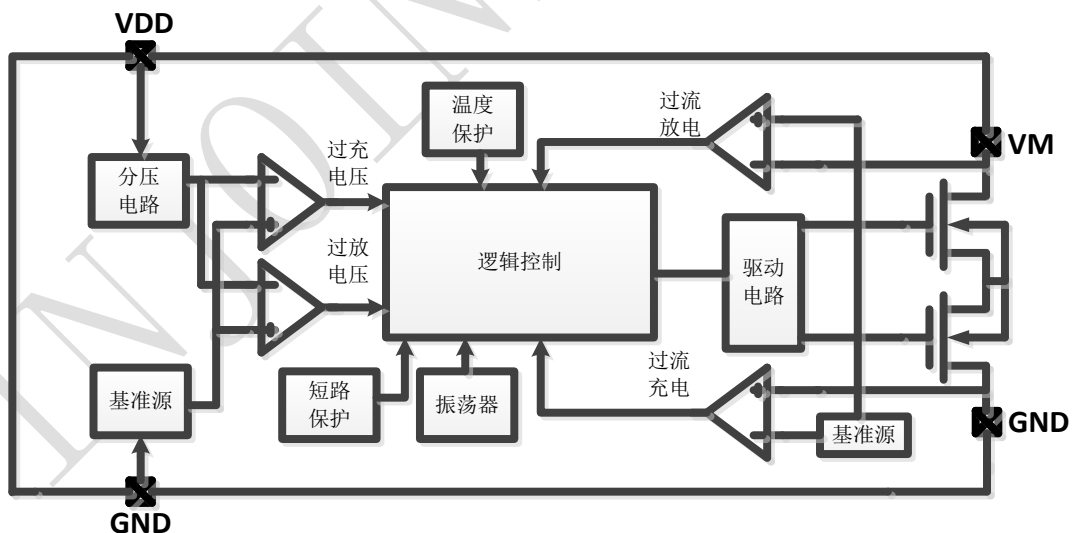 VDD
温度
保护
过流
放电
VM
过充
电压
分压
电路
过放
电压
逻辑控制
驱动
电路
基准源
短路
保护
振荡器
过流
充电
基准源
GND
GND
INJOIN